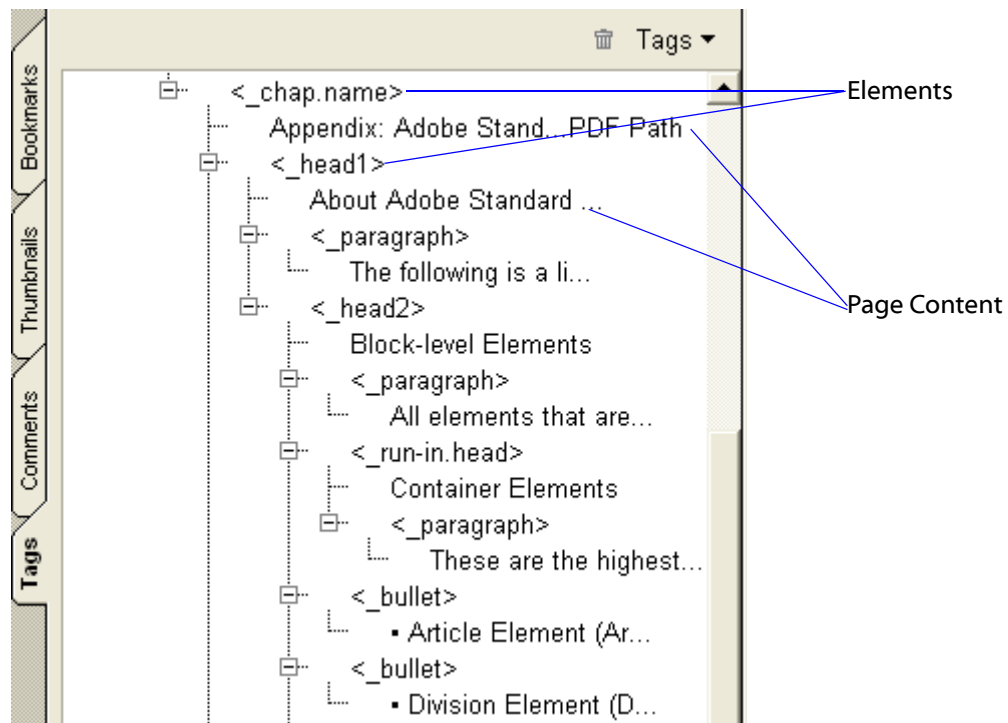 Tags
Bookmarks
Thumbnails
Comments
Tags
<_chap.name>
Appendix: Adobe Stand...PDF Path
<_head1>
About Adobe Standard ...
<_paragraph>
The following is a li...
<_head2>
Block-level Elements
<_paragraph>
All elements that are...
<_run-in.head>
Container Elements
<_paragraph>
These are the highest...
<_bullet>
▪ Article Element (Ar...
<_bullet>
▪ Division Element (D...
Elements
Page Content